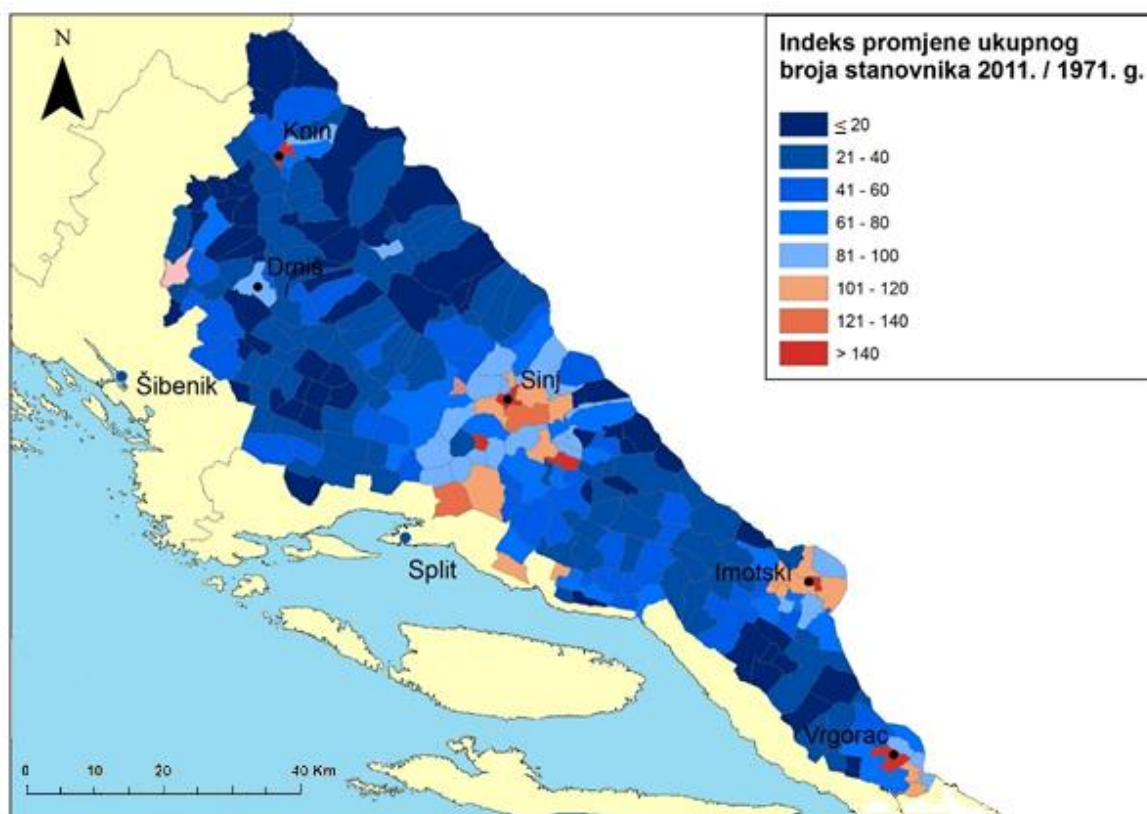 N
Indeks promjene ukupnog
broja stanovnika 2011. / 1971. g.
≤ 20
21 - 40
41 - 60
61 - 80
81 - 100
101 - 120
121 - 140
> 140
Knin
Drniš
Šibenik
Sinj
Split
Imotski
Vrgorac
0 10 20 40 Km